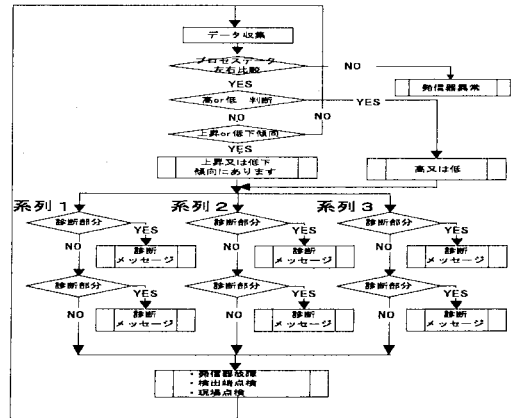 データ収集
プロセスデータ
左右比較
NO
発信器異常
YES
高or低 判断
YES
NO
上昇or低下傾向
NO
YES
上昇又は低下
傾向にあります
高又は低
系列1
系列2
系列3
診断部分
YES
診断部分
YES
診断部分
YES
NO
診断
メッセージ
NO
診断
メッセージ
NO
診断
メッセージ
診断部分
YES
診断部分
YES
診断部分
YES
NO
診断
メッセージ
NO
診断
メッセージ
NO
診断
メッセージ
・発信器故障
・検出端点検
・現場点検